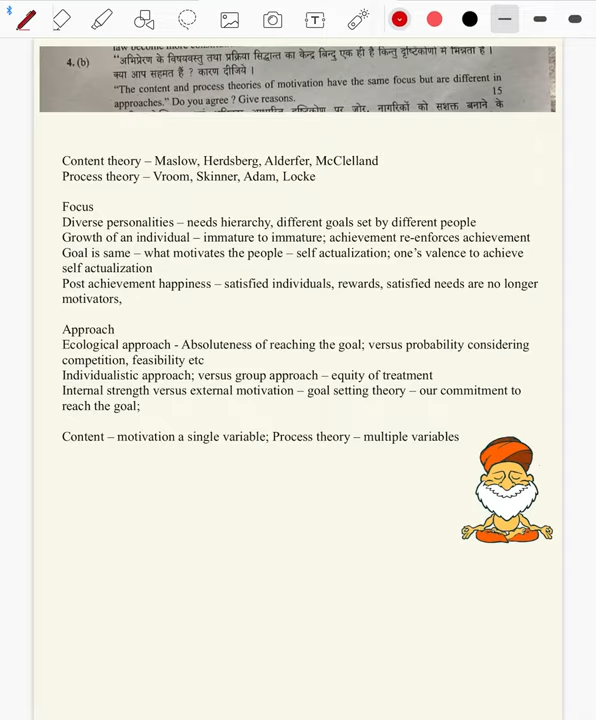 4. (b)
“अभिप्रेरण के विषयवस्तु तथा प्रक्रिया सिद्धान्त का केन्द्र बिन्दु एक ही है किन्तु दृष्टिकोणों में भिन्नता है ।
क्या आप सहमत हैं ? कारण दीजिये ।
“The content and process theories of motivation have the same focus but are different in
approaches.” Do you agree ? Give reasons. 15
दृष्टिकोण पर जोर, नागरिकों को सशक्त बनाने के
Content theory – Maslow, Herdsberg, Alderfer, McClelland
Process theory – Vroom, Skinner, Adam, Locke
Focus
Diverse personalities – needs hierarchy, different goals set by different people
Growth of an individual – immature to immature; achievement re-enforces achievement
Goal is same – what motivates the people – self actualization; one’s valence to achieve
self actualization
Post achievement happiness – satisfied individuals, rewards, satisfied needs are no longer
motivators,
Approach
Ecological approach - Absoluteness of reaching the goal; versus probability considering
competition, feasibility etc
Individualistic approach; versus group approach – equity of treatment
Internal strength versus external motivation – goal setting theory – our commitment to
reach the goal;
Content – motivation a single variable; Process theory – multiple variables